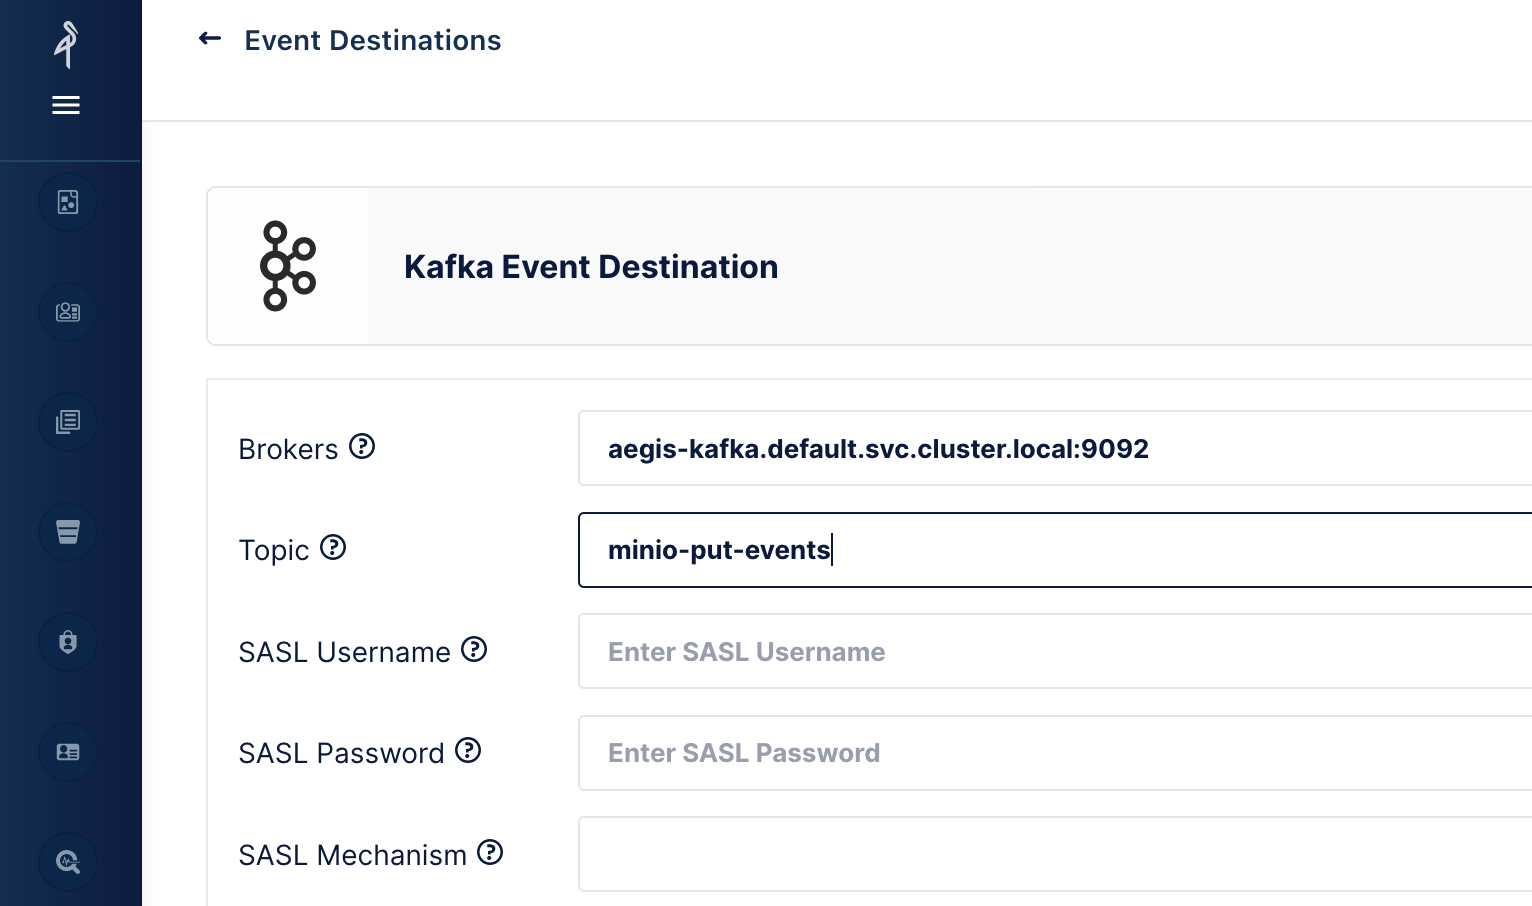 Event Destinations
Kafka Event Destination
Brokers
aegis-kafka.default.svc.cluster.local:9092
Topic
minio-put-events
SASL Username
Enter SASL Username
SASL Password
Enter SASL Password
SASL Mechanism